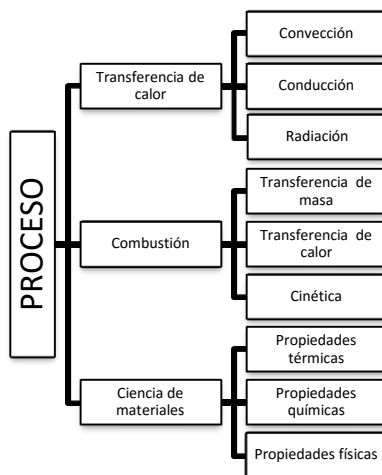 PROCESO
Transferencia de
calor
Convección
Conducción
Radiación
Combustión
Transferencia de
masa
Transferencia de
calor
Cinética
Ciencia de
materiales
Propiedades
térmicas
Propiedades
químicas
Propiedades físicas